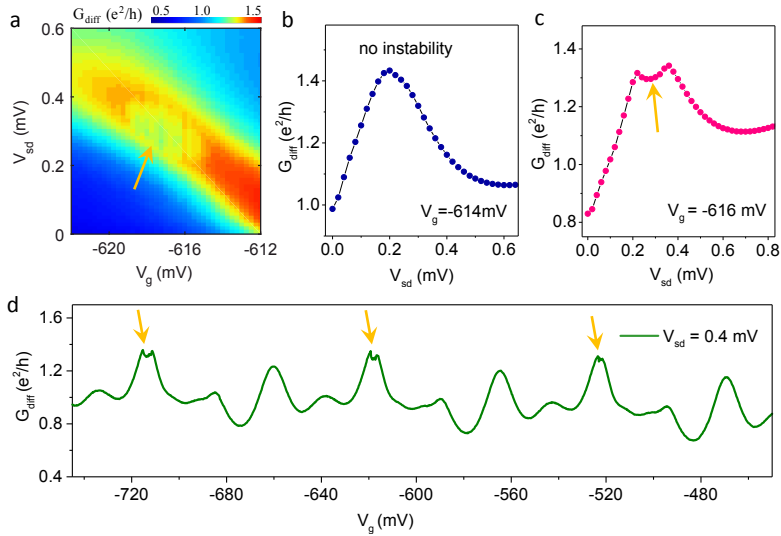 a
G_diff (e²/h)
0.5 1.0 1.5
V_sd (mV)
0.6
0.4
0.2
0
-620 -616 -612
V_g (mV)
b
no instability
G_diff (e²/h)
1.4
1.2
1.0
V_g=-614mV
0.0 0.2 0.4 0.6
V_sd (mV)
c
G_diff (e²/h)
1.6
1.4
1.2
1.0
0.8
V_g = -616 mV
0.0 0.2 0.4 0.6 0.8
V_sd (mV)
d
G_diff (e²/h)
1.6
1.2
0.8
0.4
V_sd = 0.4 mV
-720 -680 -640 -600 -560 -520 -480
V_g (mV)